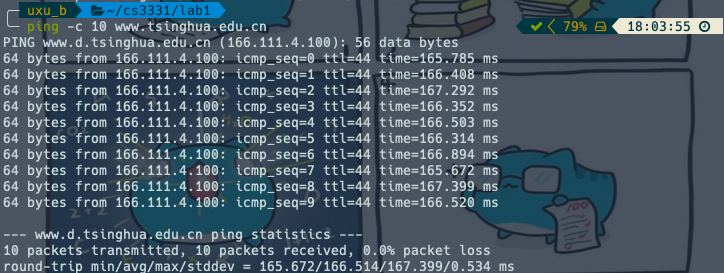 uxu_b ~/cs3331/lab1
ping -c 10 www.tsinghua.edu.cn 79% 18:03:55
PING www.d.tsinghua.edu.cn (166.111.4.100): 56 data bytes
64 bytes from 166.111.4.100: icmp_seq=0 ttl=44 time=165.785 ms
64 bytes from 166.111.4.100: icmp_seq=1 ttl=44 time=166.408 ms
64 bytes from 166.111.4.100: icmp_seq=2 ttl=44 time=167.292 ms
64 bytes from 166.111.4.100: icmp_seq=3 ttl=44 time=166.352 ms
64 bytes from 166.111.4.100: icmp_seq=4 ttl=44 time=166.503 ms
64 bytes from 166.111.4.100: icmp_seq=5 ttl=44 time=166.314 ms
64 bytes from 166.111.4.100: icmp_seq=6 ttl=44 time=166.894 ms
64 bytes from 166.111.4.100: icmp_seq=7 ttl=44 time=165.672 ms
64 bytes from 166.111.4.100: icmp_seq=8 ttl=44 time=167.399 ms
64 bytes from 166.111.4.100: icmp_seq=9 ttl=44 time=166.520 ms
--- www.d.tsinghua.edu.cn ping statistics ---
10 packets transmitted, 10 packets received, 0.0% packet loss
round-trip min/avg/max/stddev = 165.672/166.514/167.399/0.534 ms